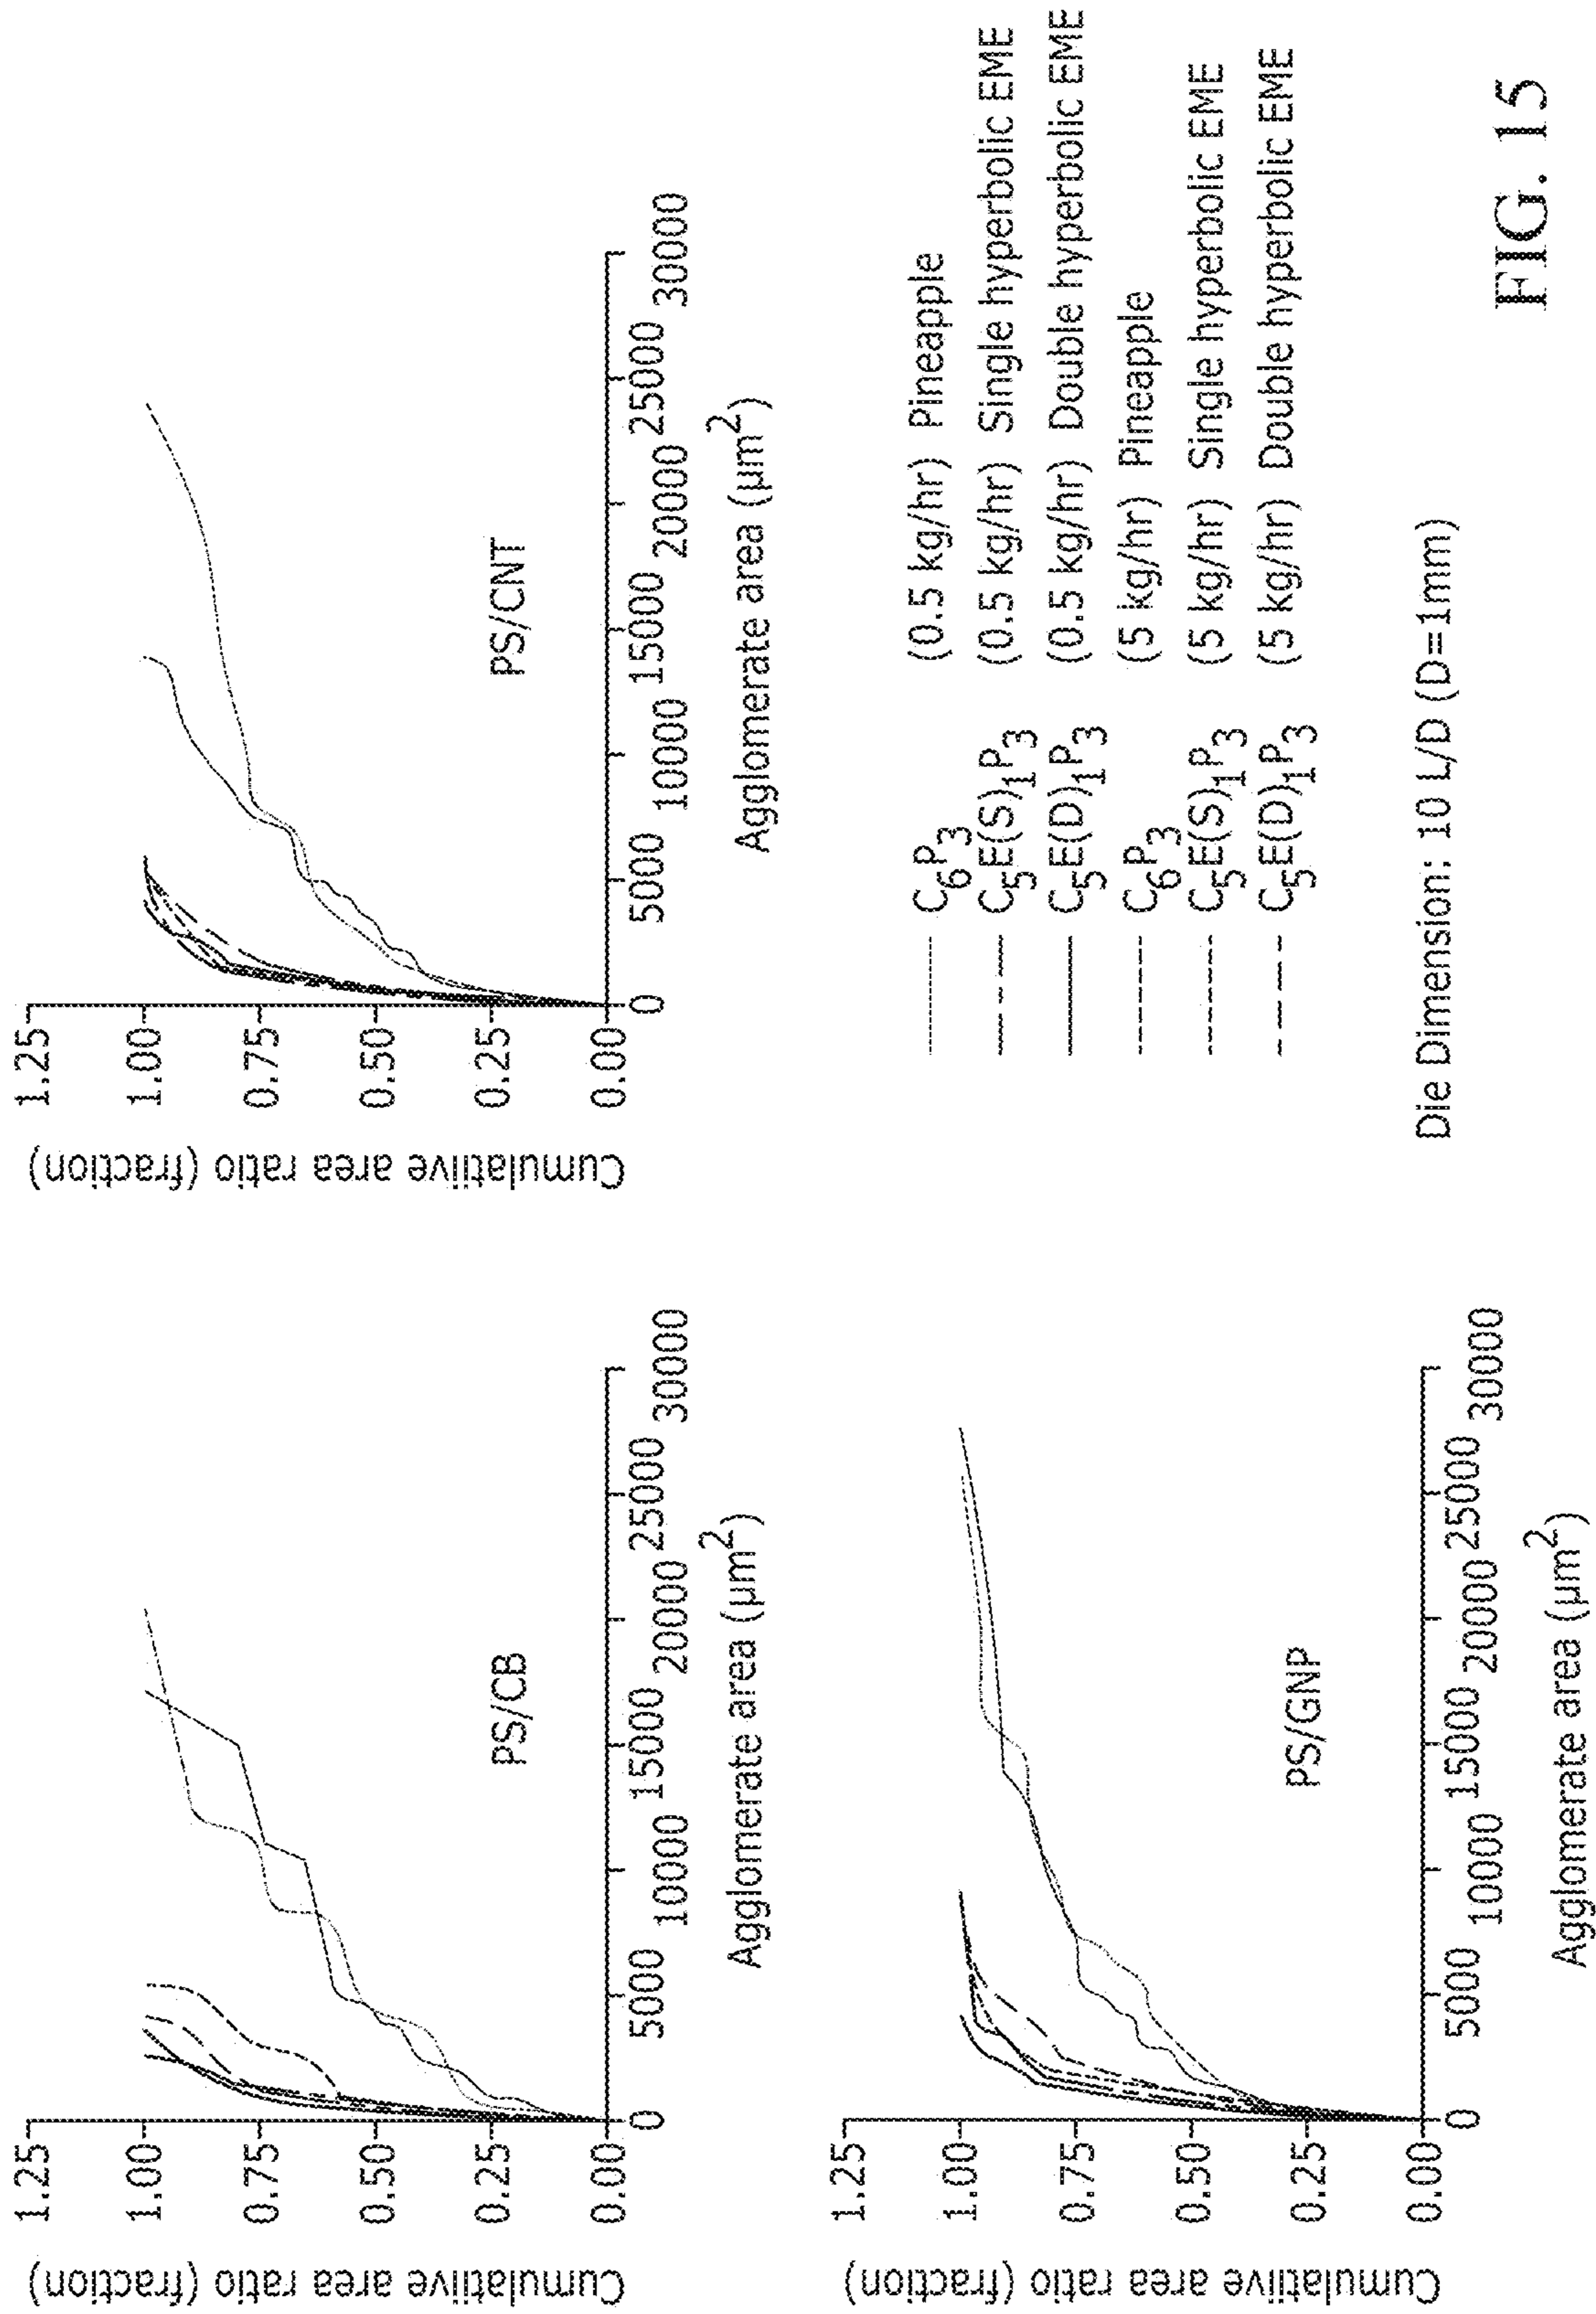 Cumulatiive area ratio (fraction)
1.25
1.00
0.75
0.50
0.25
0.00
PS/CB
0
5000
10000
15000
20000
25000
30000
Agglomerate area (μm²)
Cumulatiive area ratio (fraction)
1.25
1.00
0.75
0.50
0.25
0.00
PS/CNT
0
5000
10000
15000
20000
25000
30000
Agglomerate area (μm²)
Cumulatiive area ratio (fraction)
1.25
1.00
0.75
0.50
0.25
0.00
PS/GNP
0
5000
10000
15000
20000
25000
30000
Agglomerate area (μm²)
C₆P₃ (0.5 kg/hr) Pineapple
C₅E(S)₁P₃ (0.5 kg/hr) Single hyperbolic EME
C₅E(D)₁P₃ (0.5 kg/hr) Double hyperbolic EME
C₆P₃ (5 kg/hr) Pineapple
C₅E(S)₁P₃ (5 kg/hr) Single hyperbolic EME
C₅E(D)₁P₃ (5 kg/hr) Double hyperbolic EME
Die Dimension: 10 L/D (D=1mm)
FIG. 15